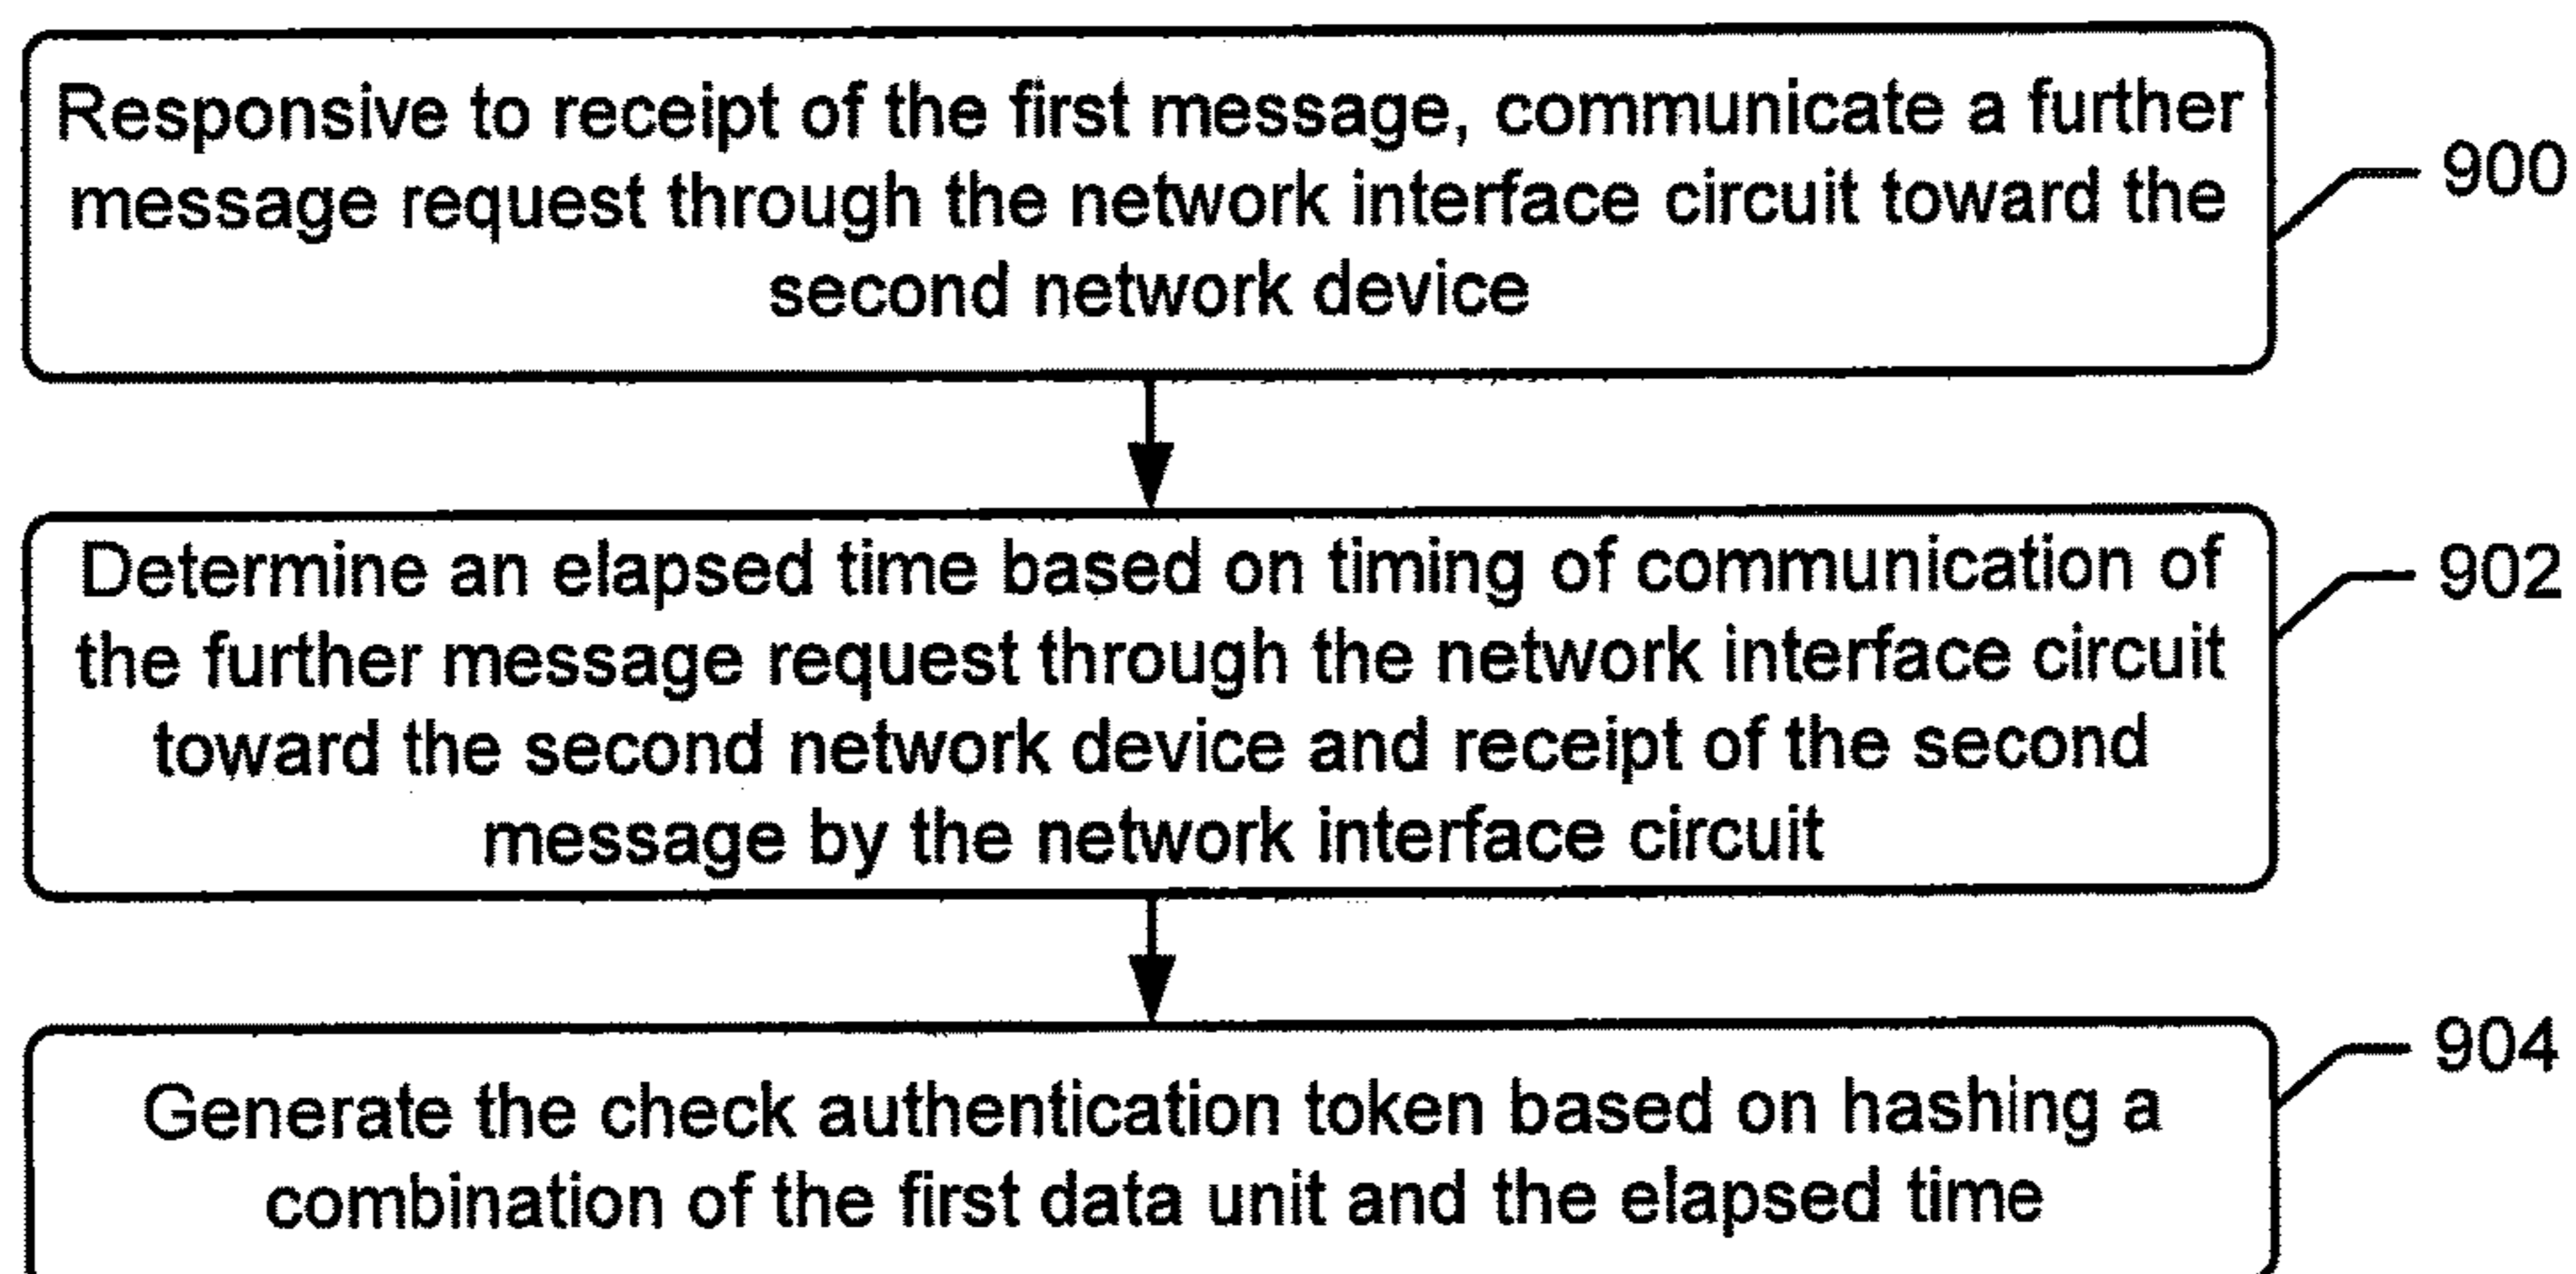 Responsive to receipt of the first message, communicate a further
message request through the network interface circuit toward the
second network device
900
Determine an elapsed time based on timing of communication of
the further message request through the network interface circuit
toward the second network device and receipt of the second
message by the network interface circuit
902
Generate the check authentication token based on hashing a
combination of the first data unit and the elapsed time
904